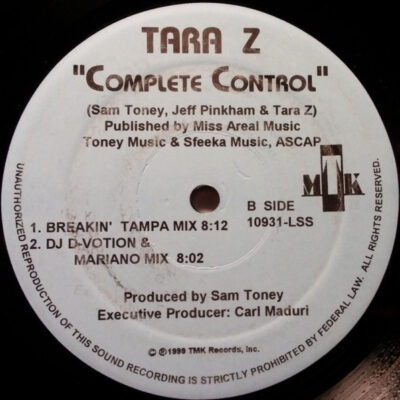 TARA Z
"COMPLETE CONTROL"
(Sam Toney, Jeff Pinkham & Tara Z)
Published by Miss Areal Music
Toney Music & Sfeeka Music, ASCAP
TMK
B SIDE
10931-LSS
1. BREAKIN' TAMPA MIX 8:12
2. DJ D-VOTION &
MARIANO MIX 8:02
Produced by Sam Toney
Executive Producer: Carl Maduri
© ℗1999 TMK Records, Inc.
UNAUTHORIZED REPRODUCTION OF THIS SOUND RECORDING IS STRICTLY PROHIBITED BY FEDERAL LAW. ALL RIGHTS RESERVED.